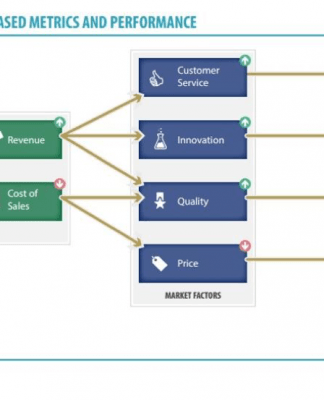 ASED METRICS AND PERFORMANCE
Customer
Service
Revenue
Innovation
Cost of
Sales
Quality
Price
MARKET FACTORS